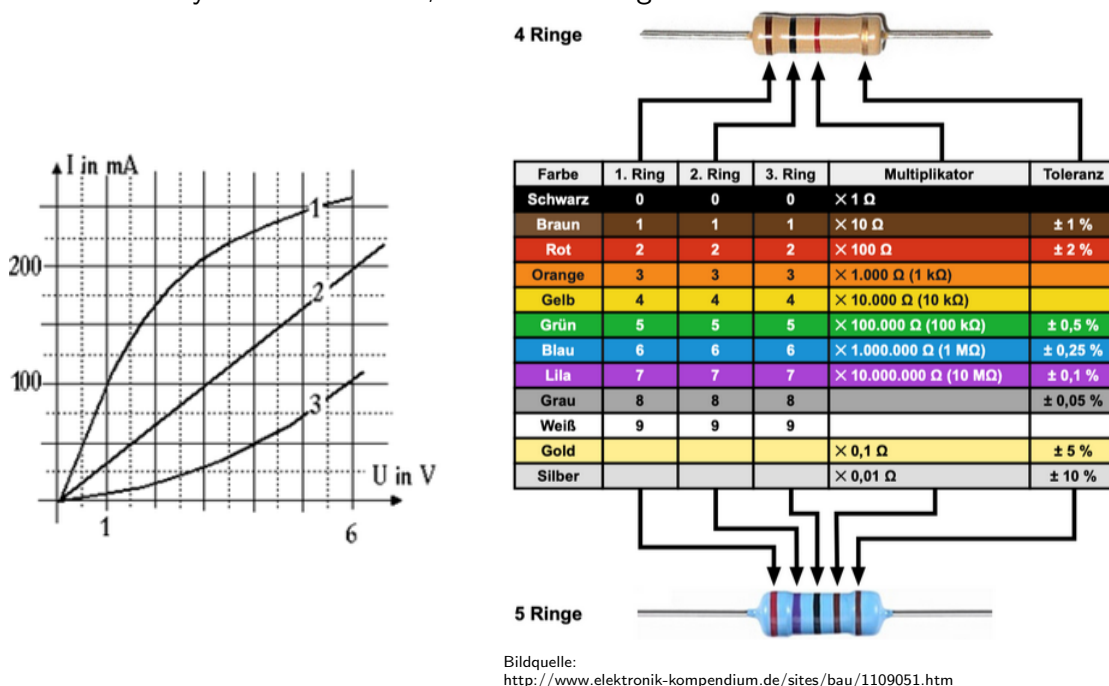 4 Ringe
I in mA
200
100
1
2
3
U in V
1
6
Farbe 1. Ring 2. Ring 3. Ring Multiplikator Toleranz
Schwarz 0 0 0 ×1 Ω
Braun 1 1 1 ×10 Ω ±1 %
Rot 2 2 2 ×100 Ω ±2 %
Orange 3 3 3 ×1.000 Ω (1 kΩ)
Gelb 4 4 4 ×10.000 Ω (10 kΩ)
Grün 5 5 5 ×100.000 Ω (100 kΩ) ±0,5 %
Blau 6 6 6 ×1.000.000 Ω (1 MΩ) ±0,25 %
Lila 7 7 7 ×10.000.000 Ω (10 MΩ) ±0,1 %
Grau 8 8 8 ±0,05 %
Weiß 9 9 9
Gold ×0,1 Ω ±5 %
Silber ×0,01 Ω ±10 %
5 Ringe
Bildquelle:
http://www.elektronik-kompendium.de/sites/bau/1109051.htm